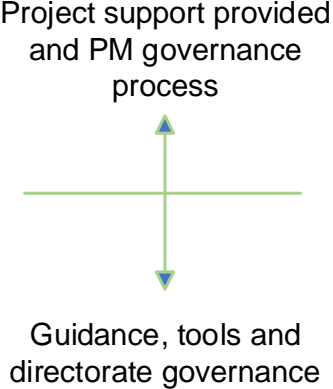 Project support provided
and PM governance
process
Guidance, tools and
directorate governance